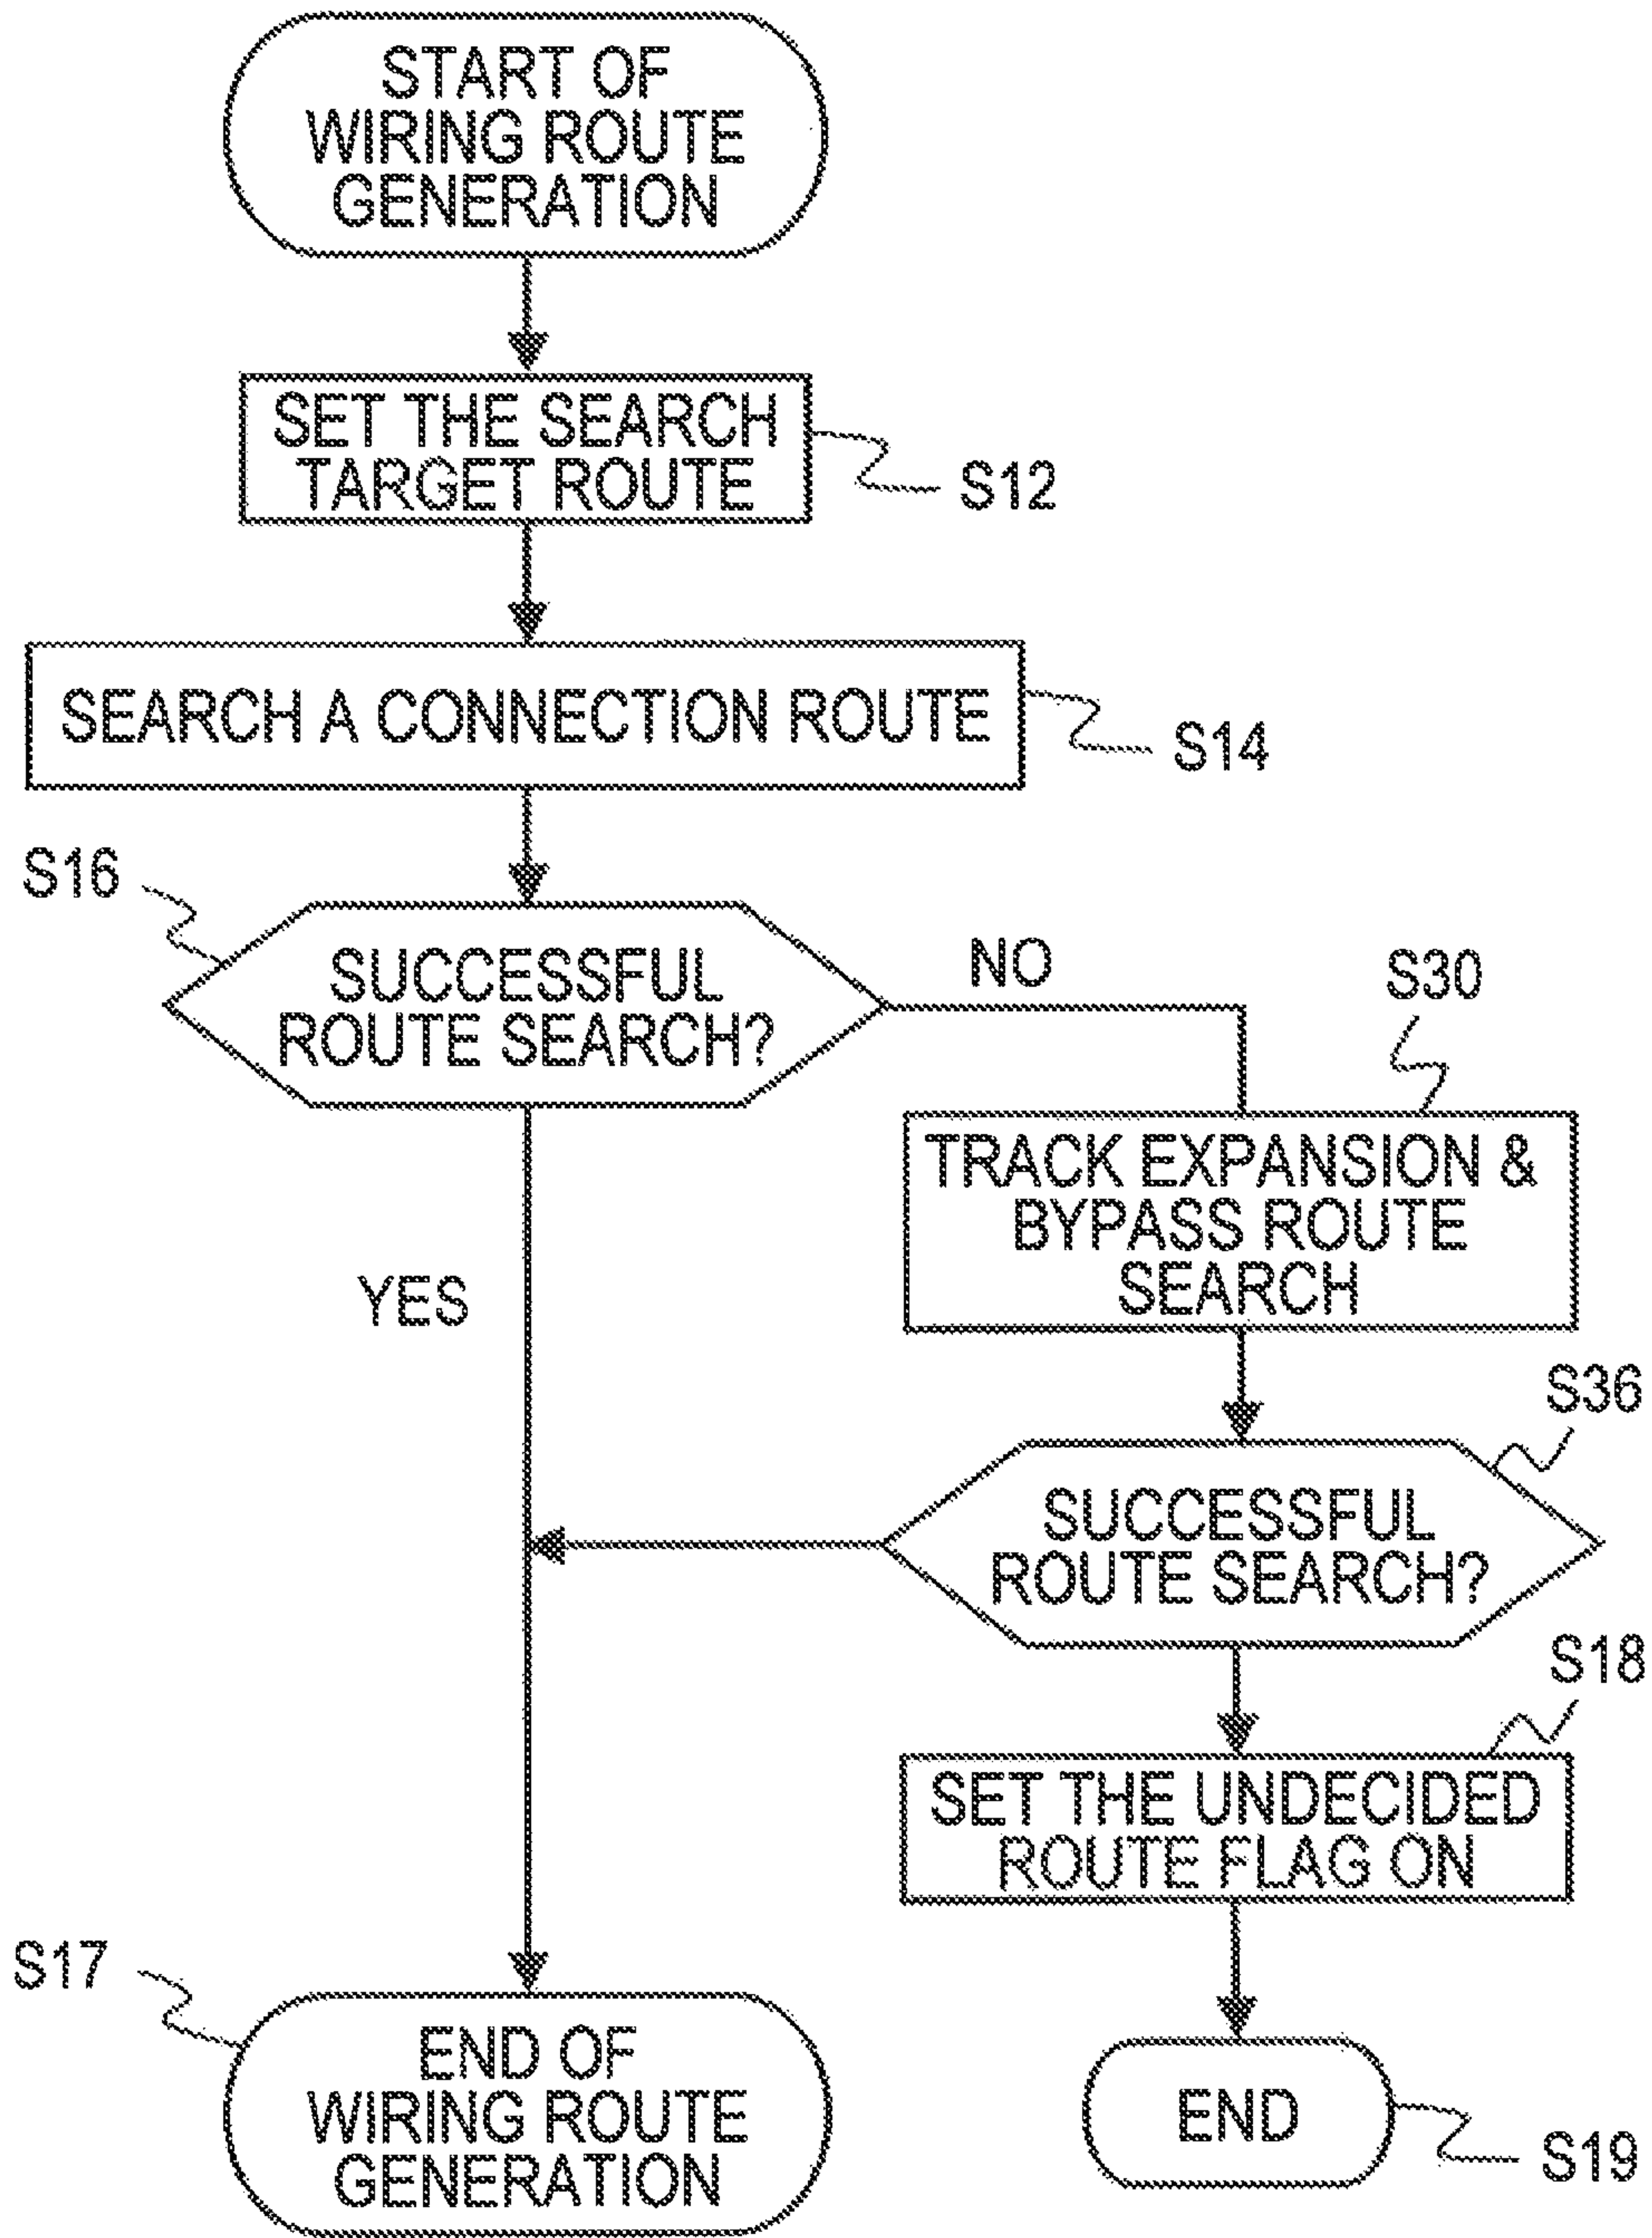 START OF
WIRING ROUTE
GENERATION
SET THE SEARCH
TARGET ROUTE
S12
SEARCH A CONNECTION ROUTE
S14
S16
SUCCESSFUL
ROUTE SEARCH?
NO
S30
TRACK EXPANSION &
BYPASS ROUTE
SEARCH
YES
S36
SUCCESSFUL
ROUTE SEARCH?
S18
SET THE UNDECIDED
ROUTE FLAG ON
S17
END OF
WIRING ROUTE
GENERATION
END
S19